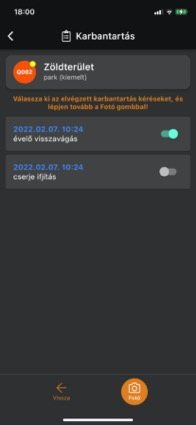 18:00
Karbantartás
Q082
Zöldterület
park (kiemelt)
Válassza ki az elvégzett karbantartás kéréseket, és
lépjen tovább a Fotó gombbal!
2022.02.07. 10:24
évelő visszavágás
2022.02.07. 10:24
cserje ifjítás
Vissza
Fotó